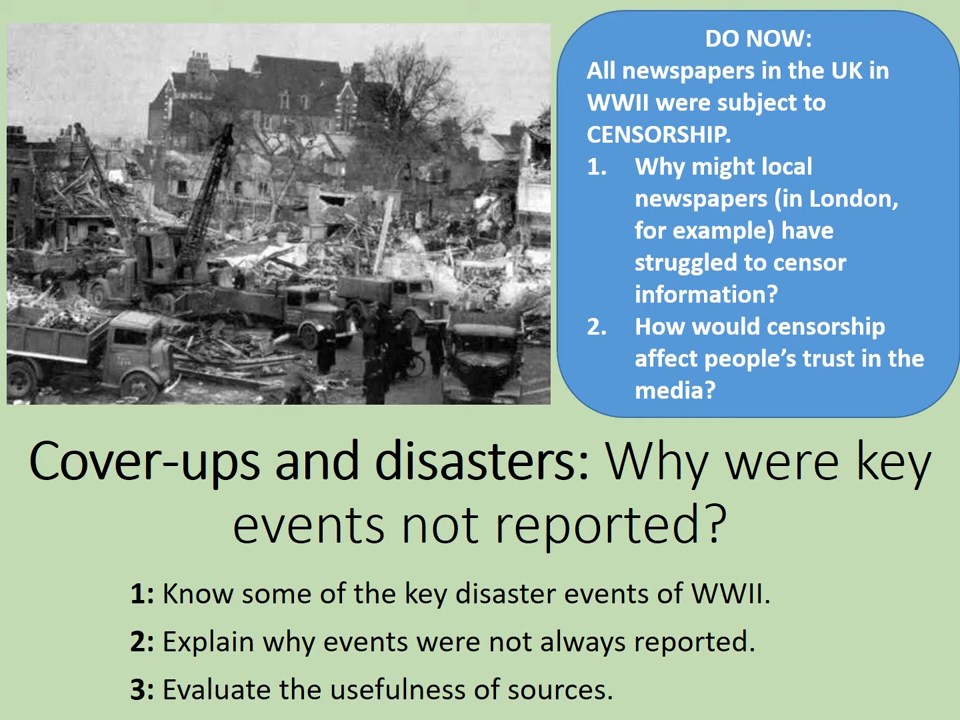 DO NOW:
All newspapers in the UK in
WWII were subject to
CENSORSHIP.
1. Why might local
newspapers (in London,
for example) have
struggled to censor
information?
2. How would censorship
affect people's trust in the
media?
Cover-ups and disasters: Why were key
events not reported?
1: Know some of the key disaster events of WWII.
2: Explain why events were not always reported.
3: Evaluate the usefulness of sources.